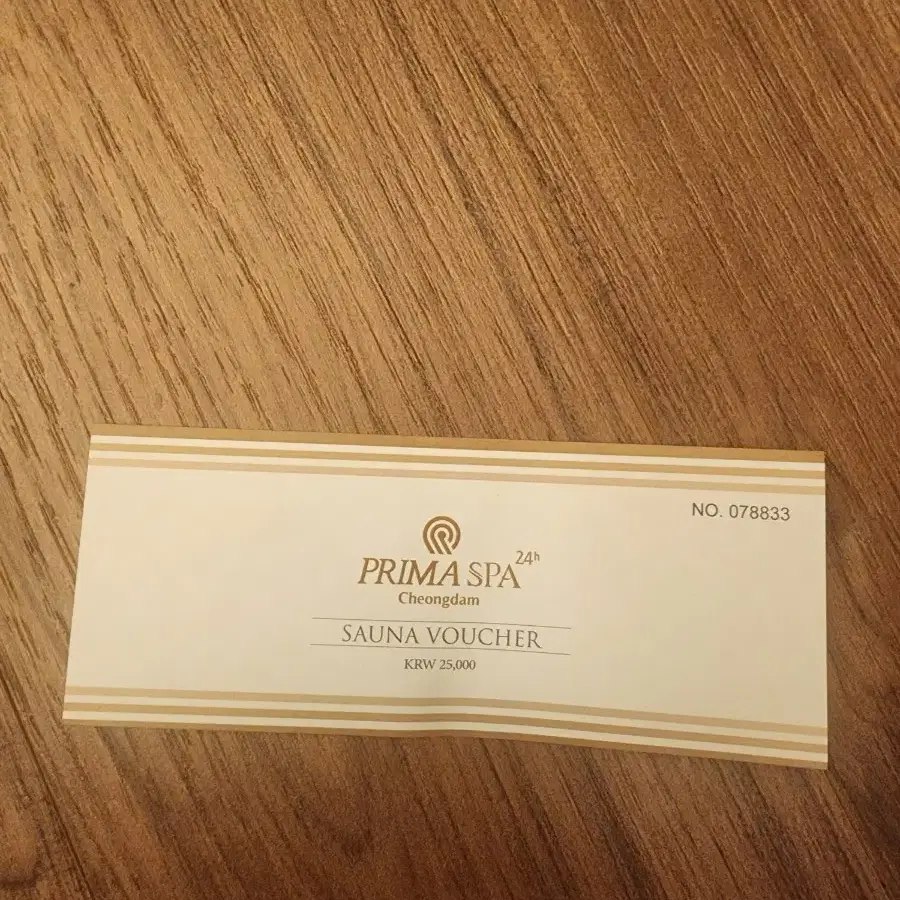 NO. 078833
PRIMA SPA 24h
Cheongdam
SAUNA VOUCHER
KRW 25,000